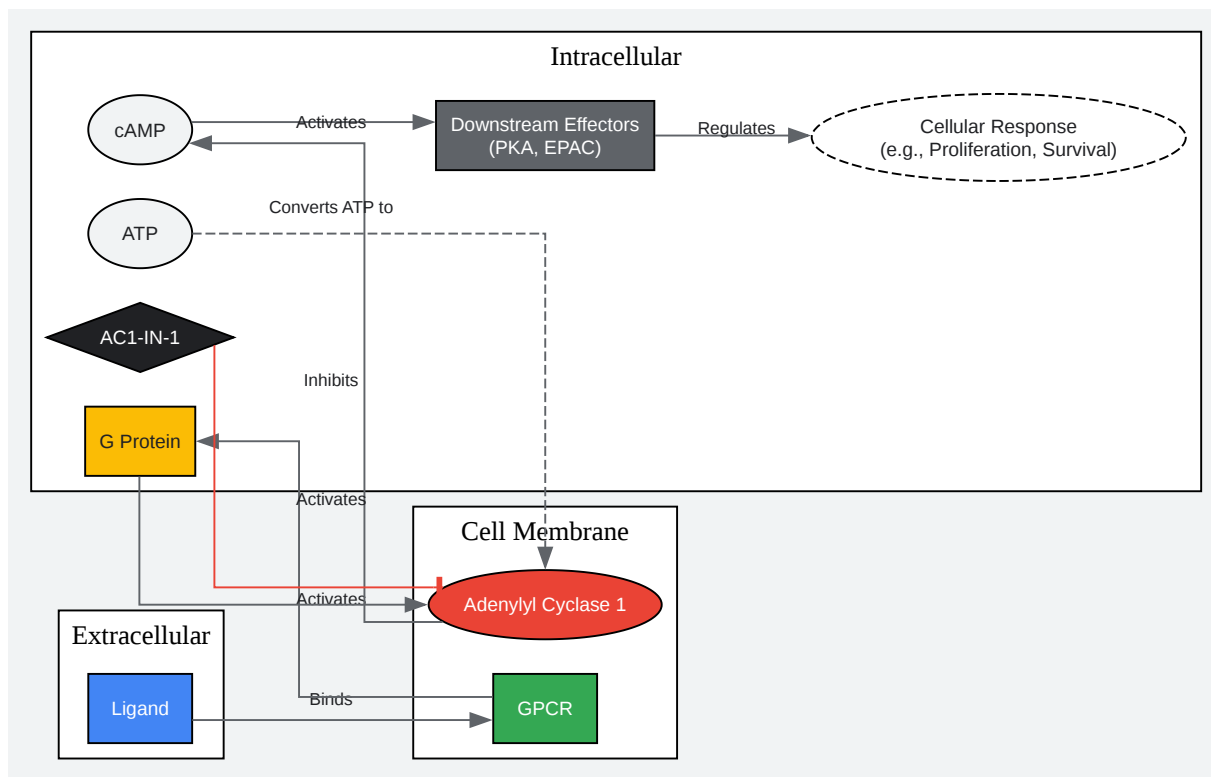 Intracellular
cAMP
Activates
Downstream Effectors
(PKA, EPAC)
Regulates
Cellular Response
(e.g., Proliferation, Survival)
Converts ATP to
ATP
AC1-IN-1
Inhibits
G Protein
Activates
Cell Membrane
Activates
Adenylyl Cyclase 1
Extracellular
Ligand
Binds
GPCR